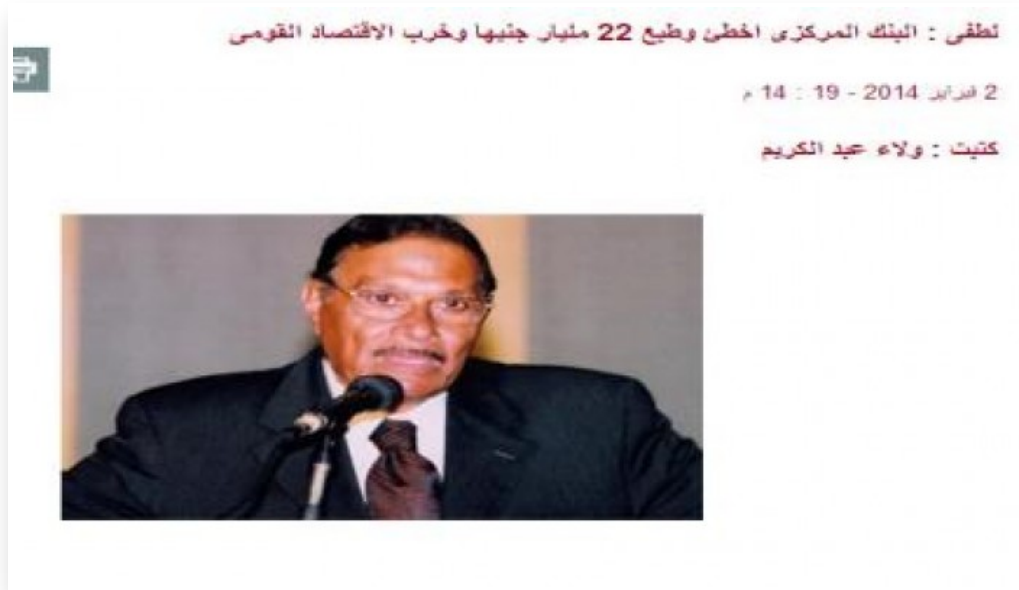 لطفى : البنك المركزى اخطئ وطبع 22 مليار جنيها وخرب الاقتصاد القومى
2 فبراير 2014 - 19 : 14 م
كتبت : ولاء عبد الكريم